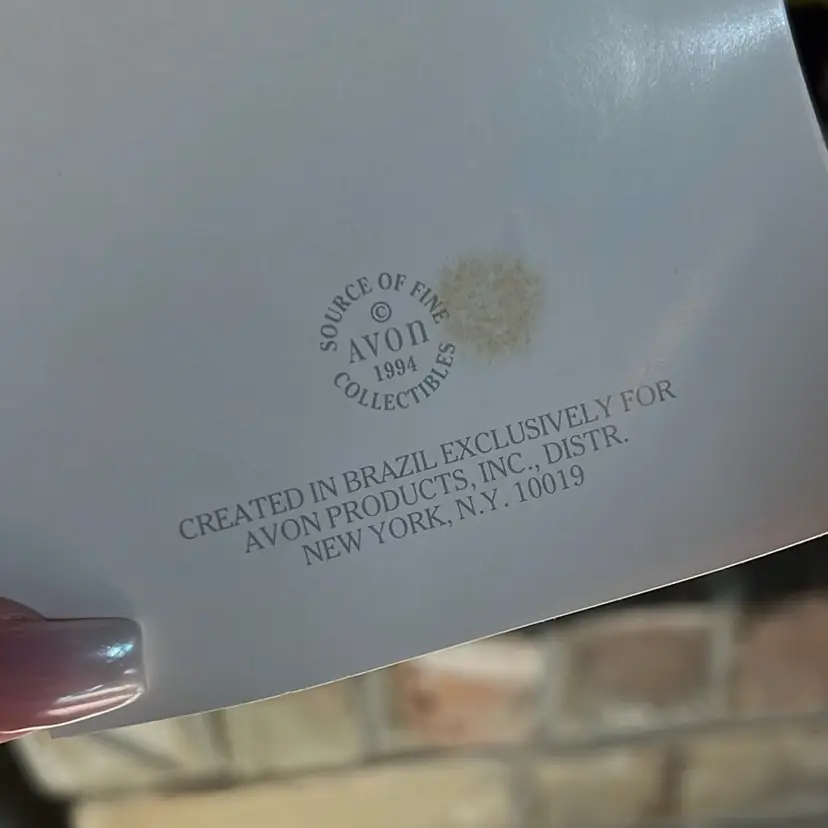 SOURCE OF FINE
©
AVON
1994
COLLECTIBLES
CREATED IN BRAZIL EXCLUSIVELY FOR
AVON PRODUCTS, INC., DISTR.
NEW YORK, N.Y. 10019